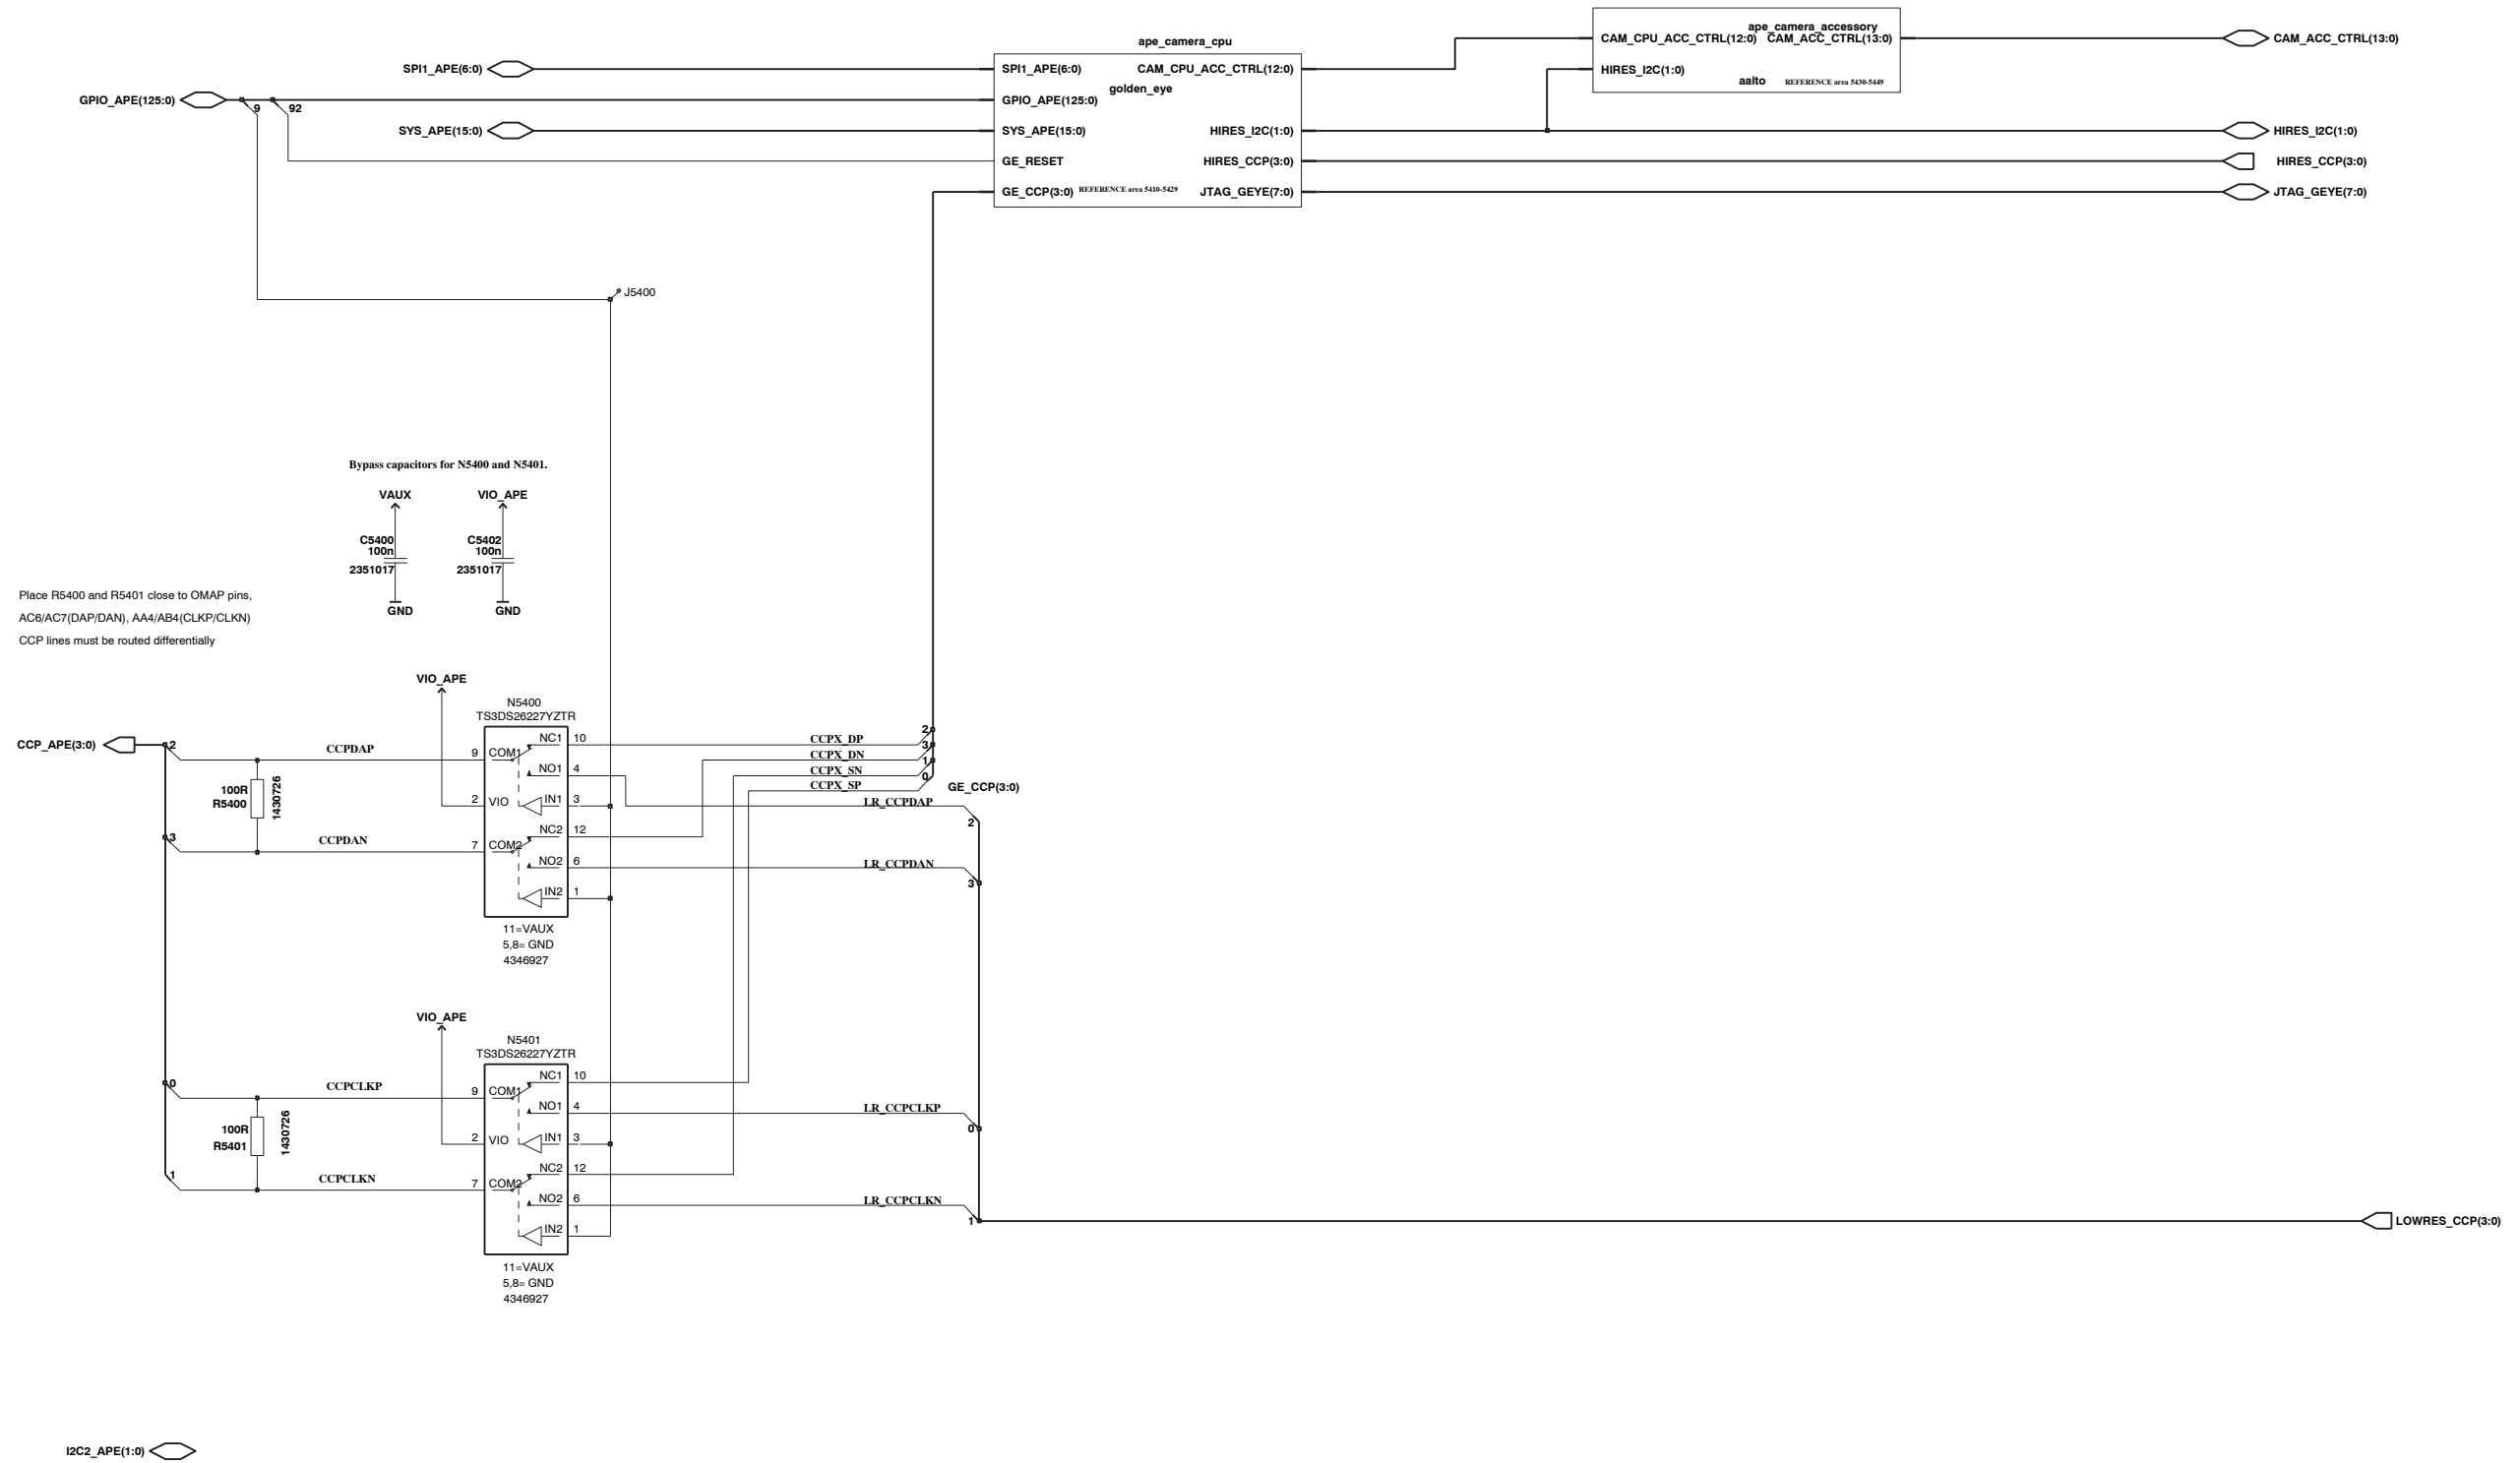 ape_camera_cpu
SPI1_APE(6:0)
GPIO_APE(125:0)
9
92
SYS_APE(15:0)
SPI1_APE(6:0) CAM_CPU_ACC_CTRL(12:0)
golden_eye
GPIO_APE(125:0)
SYS_APE(15:0) HIRES_I2C(1:0)
GE_RESET HIRES_CCP(3:0)
GE_CCP(3:0) REFERENCE area 5410-5429 JTAG_GEYE(7:0)
ape_camera_accessory
CAM_CPU_ACC_CTRL(12:0) CAM_ACC_CTRL(13:0)
HIRES_I2C(1:0)
aalto REFERENCE area 5430-5449
CAM_ACC_CTRL(13:0)
HIRES_I2C(1:0)
HIRES_CCP(3:0)
JTAG_GEYE(7:0)
J5400
Bypass capacitors for N5400 and N5401.
VAUX
C5400
100n
2351017
GND
VIO_APE
C5402
100n
2351017
GND
Place R5400 and R5401 close to OMAP pins,
AC6/AC7(DAP/DAN), AA4/AB4(CLKP/CLKN)
CCP lines must be routed differentially
CCP_APE(3:0)
2
CCPDAP
100R
R5400
1430726
3
CCPDAN
VIO_APE
N5400
TS3DS26227YZTR
9 COM1 NC1 10
NO1 4
2 VIO IN1 3
NC2 12
7 COM2 NO2 6
IN2 1
11=VAUX
5,8= GND
4346927
CCPX_DP 2
CCPX_DN 3
CCPX_SN 1
CCPX_SP 0
GE_CCP(3:0)
LR_CCPDAP
2
LR_CCPDAN
3
0
CCPCLKP
100R
R5401
1430726
1
CCPCLKN
VIO_APE
N5401
TS3DS26227YZTR
9 COM1 NC1 10
NO1 4
2 VIO IN1 3
NC2 12
7 COM2 NO2 6
IN2 1
11=VAUX
5,8= GND
4346927
LR_CCPCLKP
0
LR_CCPCLKN
1
LOWRES_CCP(3:0)
I2C2_APE(1:0)